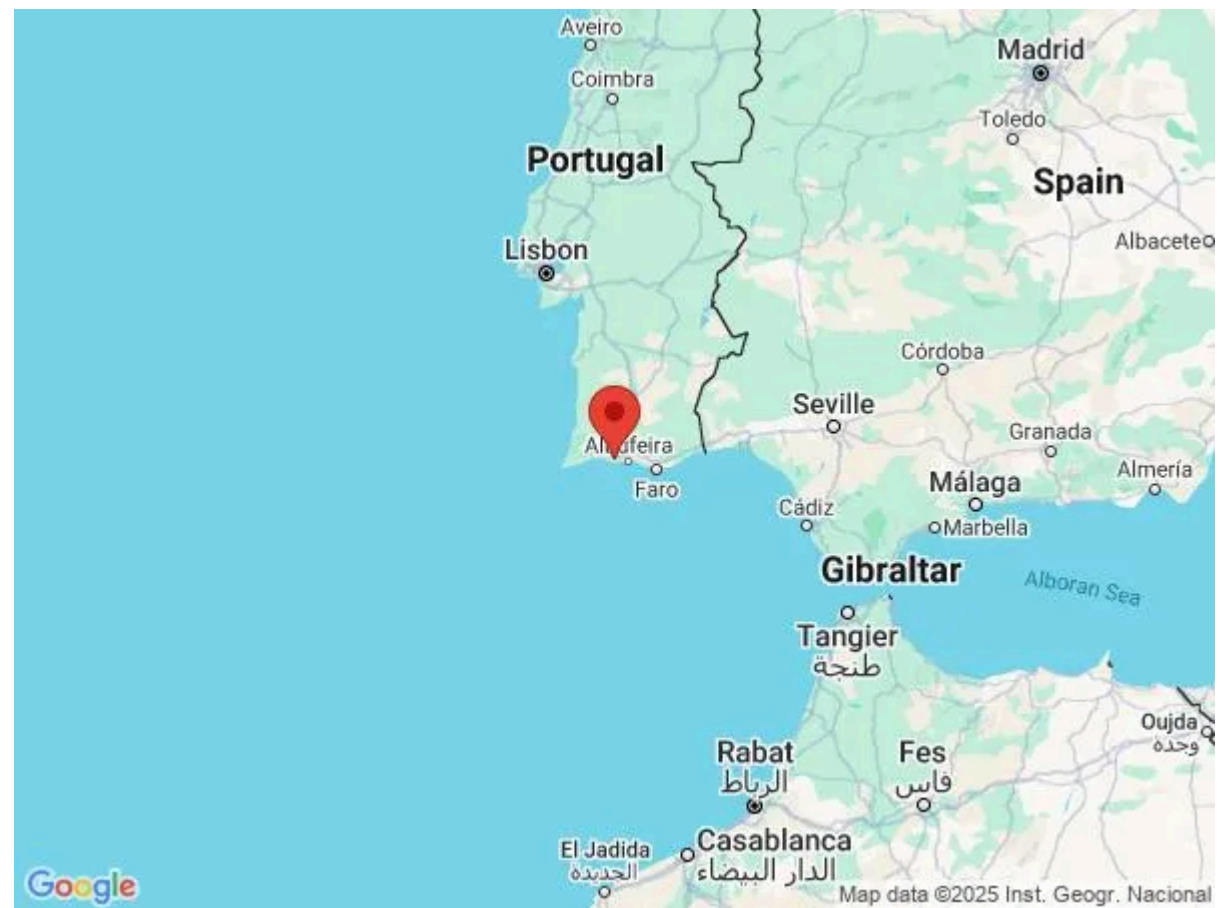 Aveiro
Coimbra
Madrid
Toledo
Portugal
Spain
Lisbon
Albacete
Córdoba
Seville
Granada
Almería
Málaga
Faro
Cádiz
Marbella
Gibraltar
Alboran Sea
Tangier
طنجة
Rabat
الرباط
Fes
فاس
Oujda
وجدة
Casablanca
الدار البيضاء
El Jadida
الجديدة
Google
Map data ©2025 Inst. Geogr. Nacional